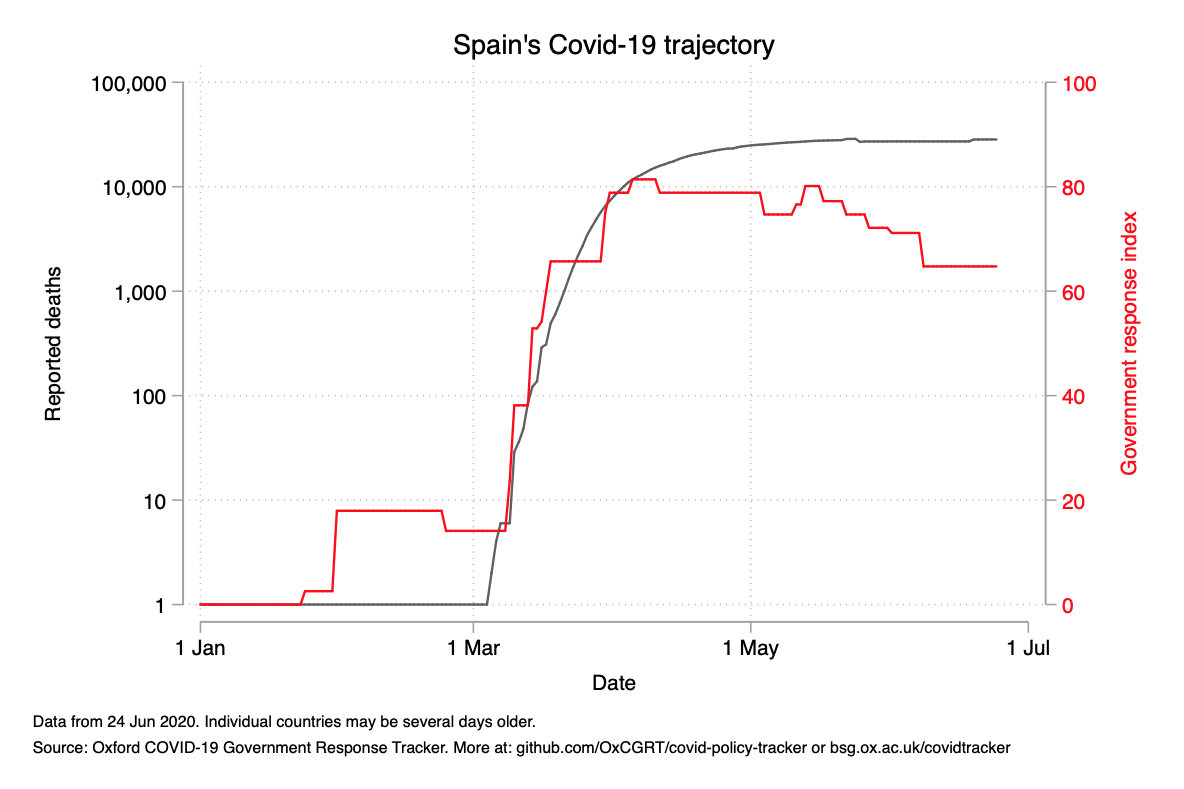 Spain's Covid-19 trajectory
100,000
10,000
1,000
100
10
1
Reported deaths
100
80
60
40
20
0
Government response index
1 Jan
1 Mar
1 May
1 Jul
Date
Data from 24 Jun 2020. Individual countries may be several days older.
Source: Oxford COVID-19 Government Response Tracker. More at: github.com/OxCGRT/covid-policy-tracker or bsg.ox.ac.uk/covidtracker